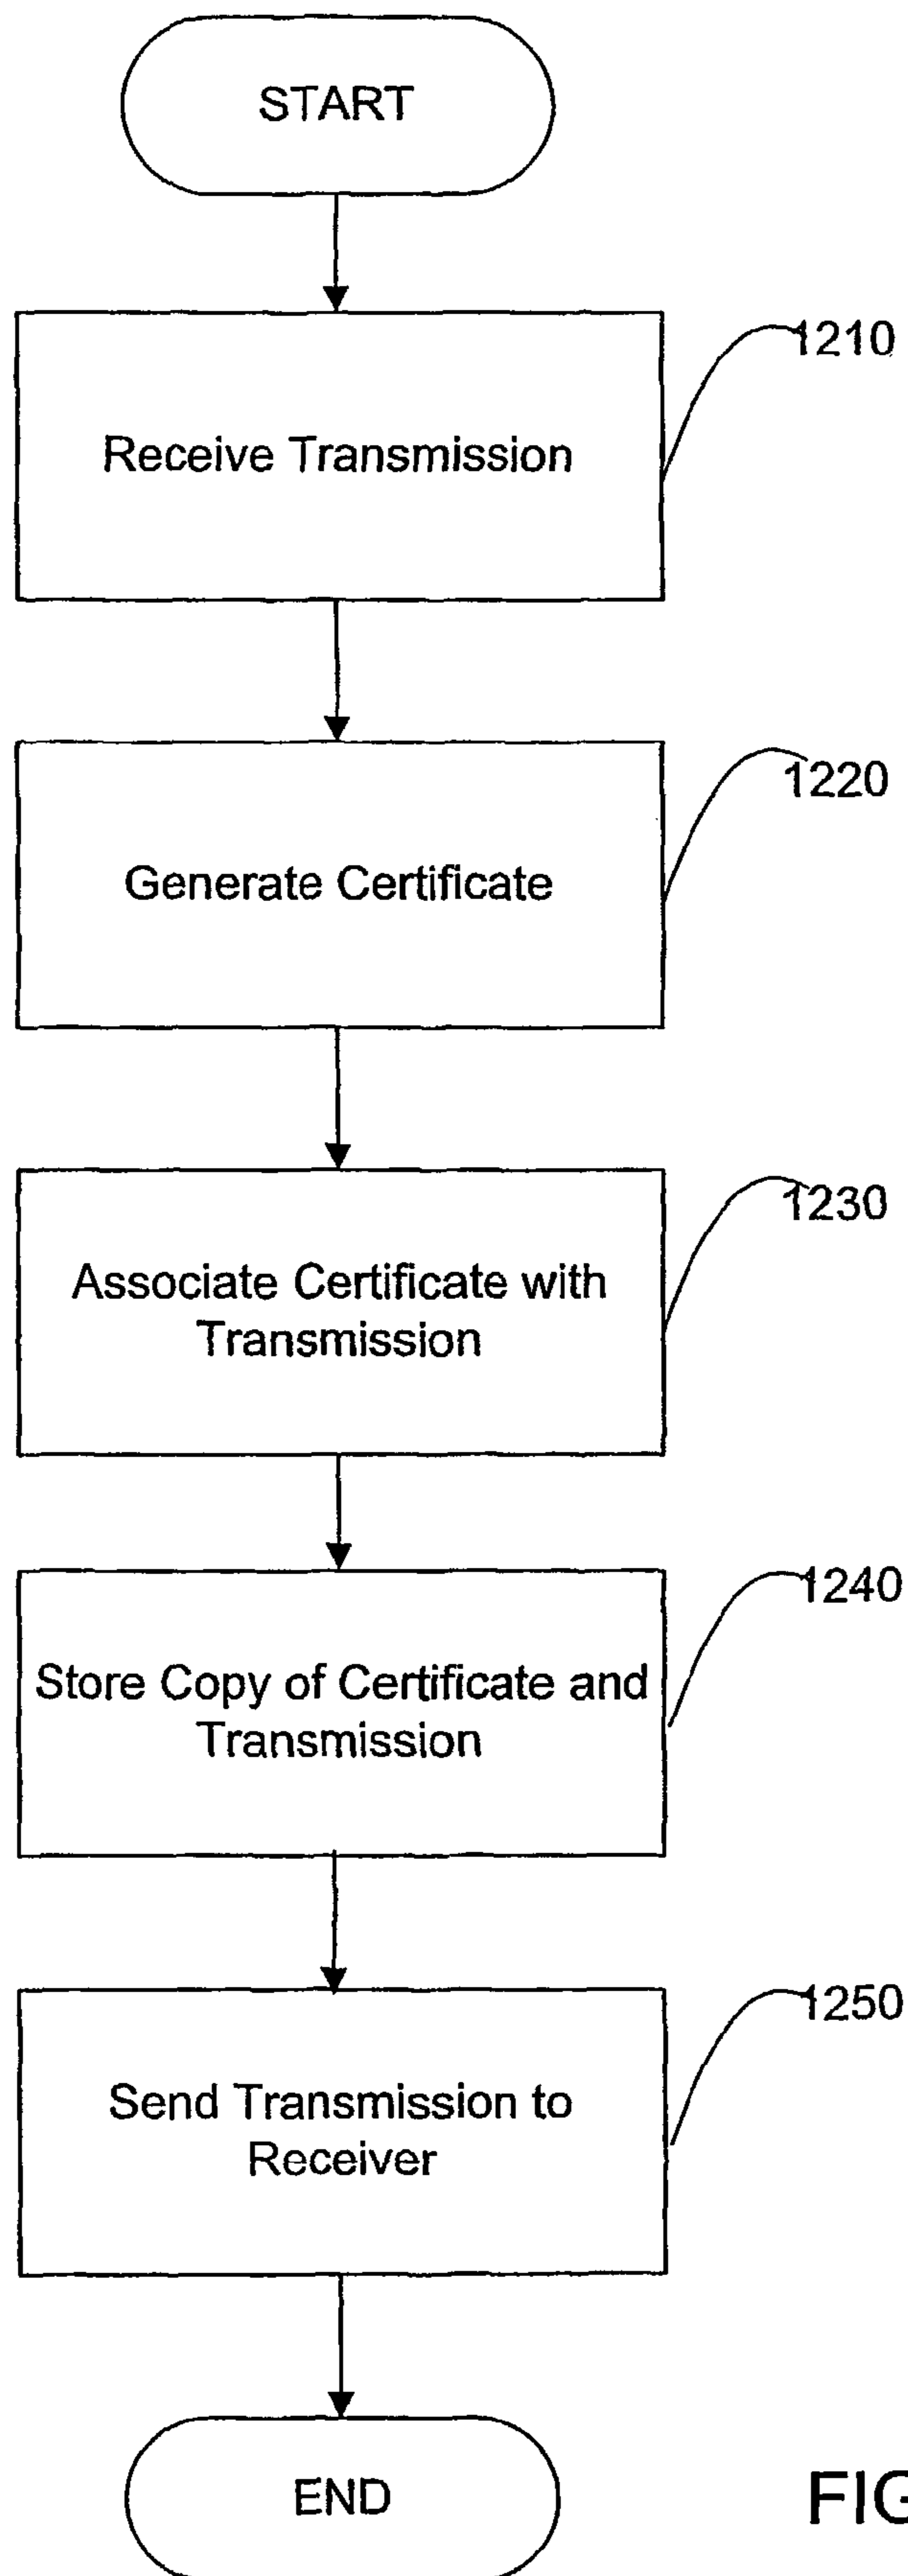 START
1210
Receive Transmission
1220
Generate Certificate
1230
Associate Certificate with
Transmission
1240
Store Copy of Certificate and
Transmission
1250
Send Transmission to
Receiver
END
FIG